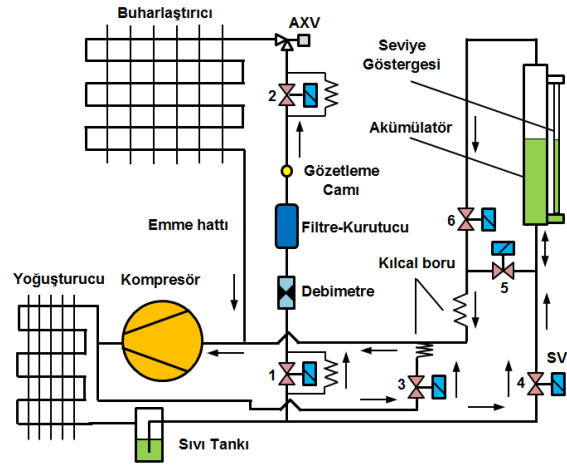 Buharlaştırıcı
AXV
Seviye
Göstergesi
2
Akümülatör
Gözetleme
Camı
Emme hattı
Filtre-Kurutucu
6
5
Yoğuşturucu
Kompresör
Debimetre
Kılcal boru
1
3
4
SV
Sıvı Tankı